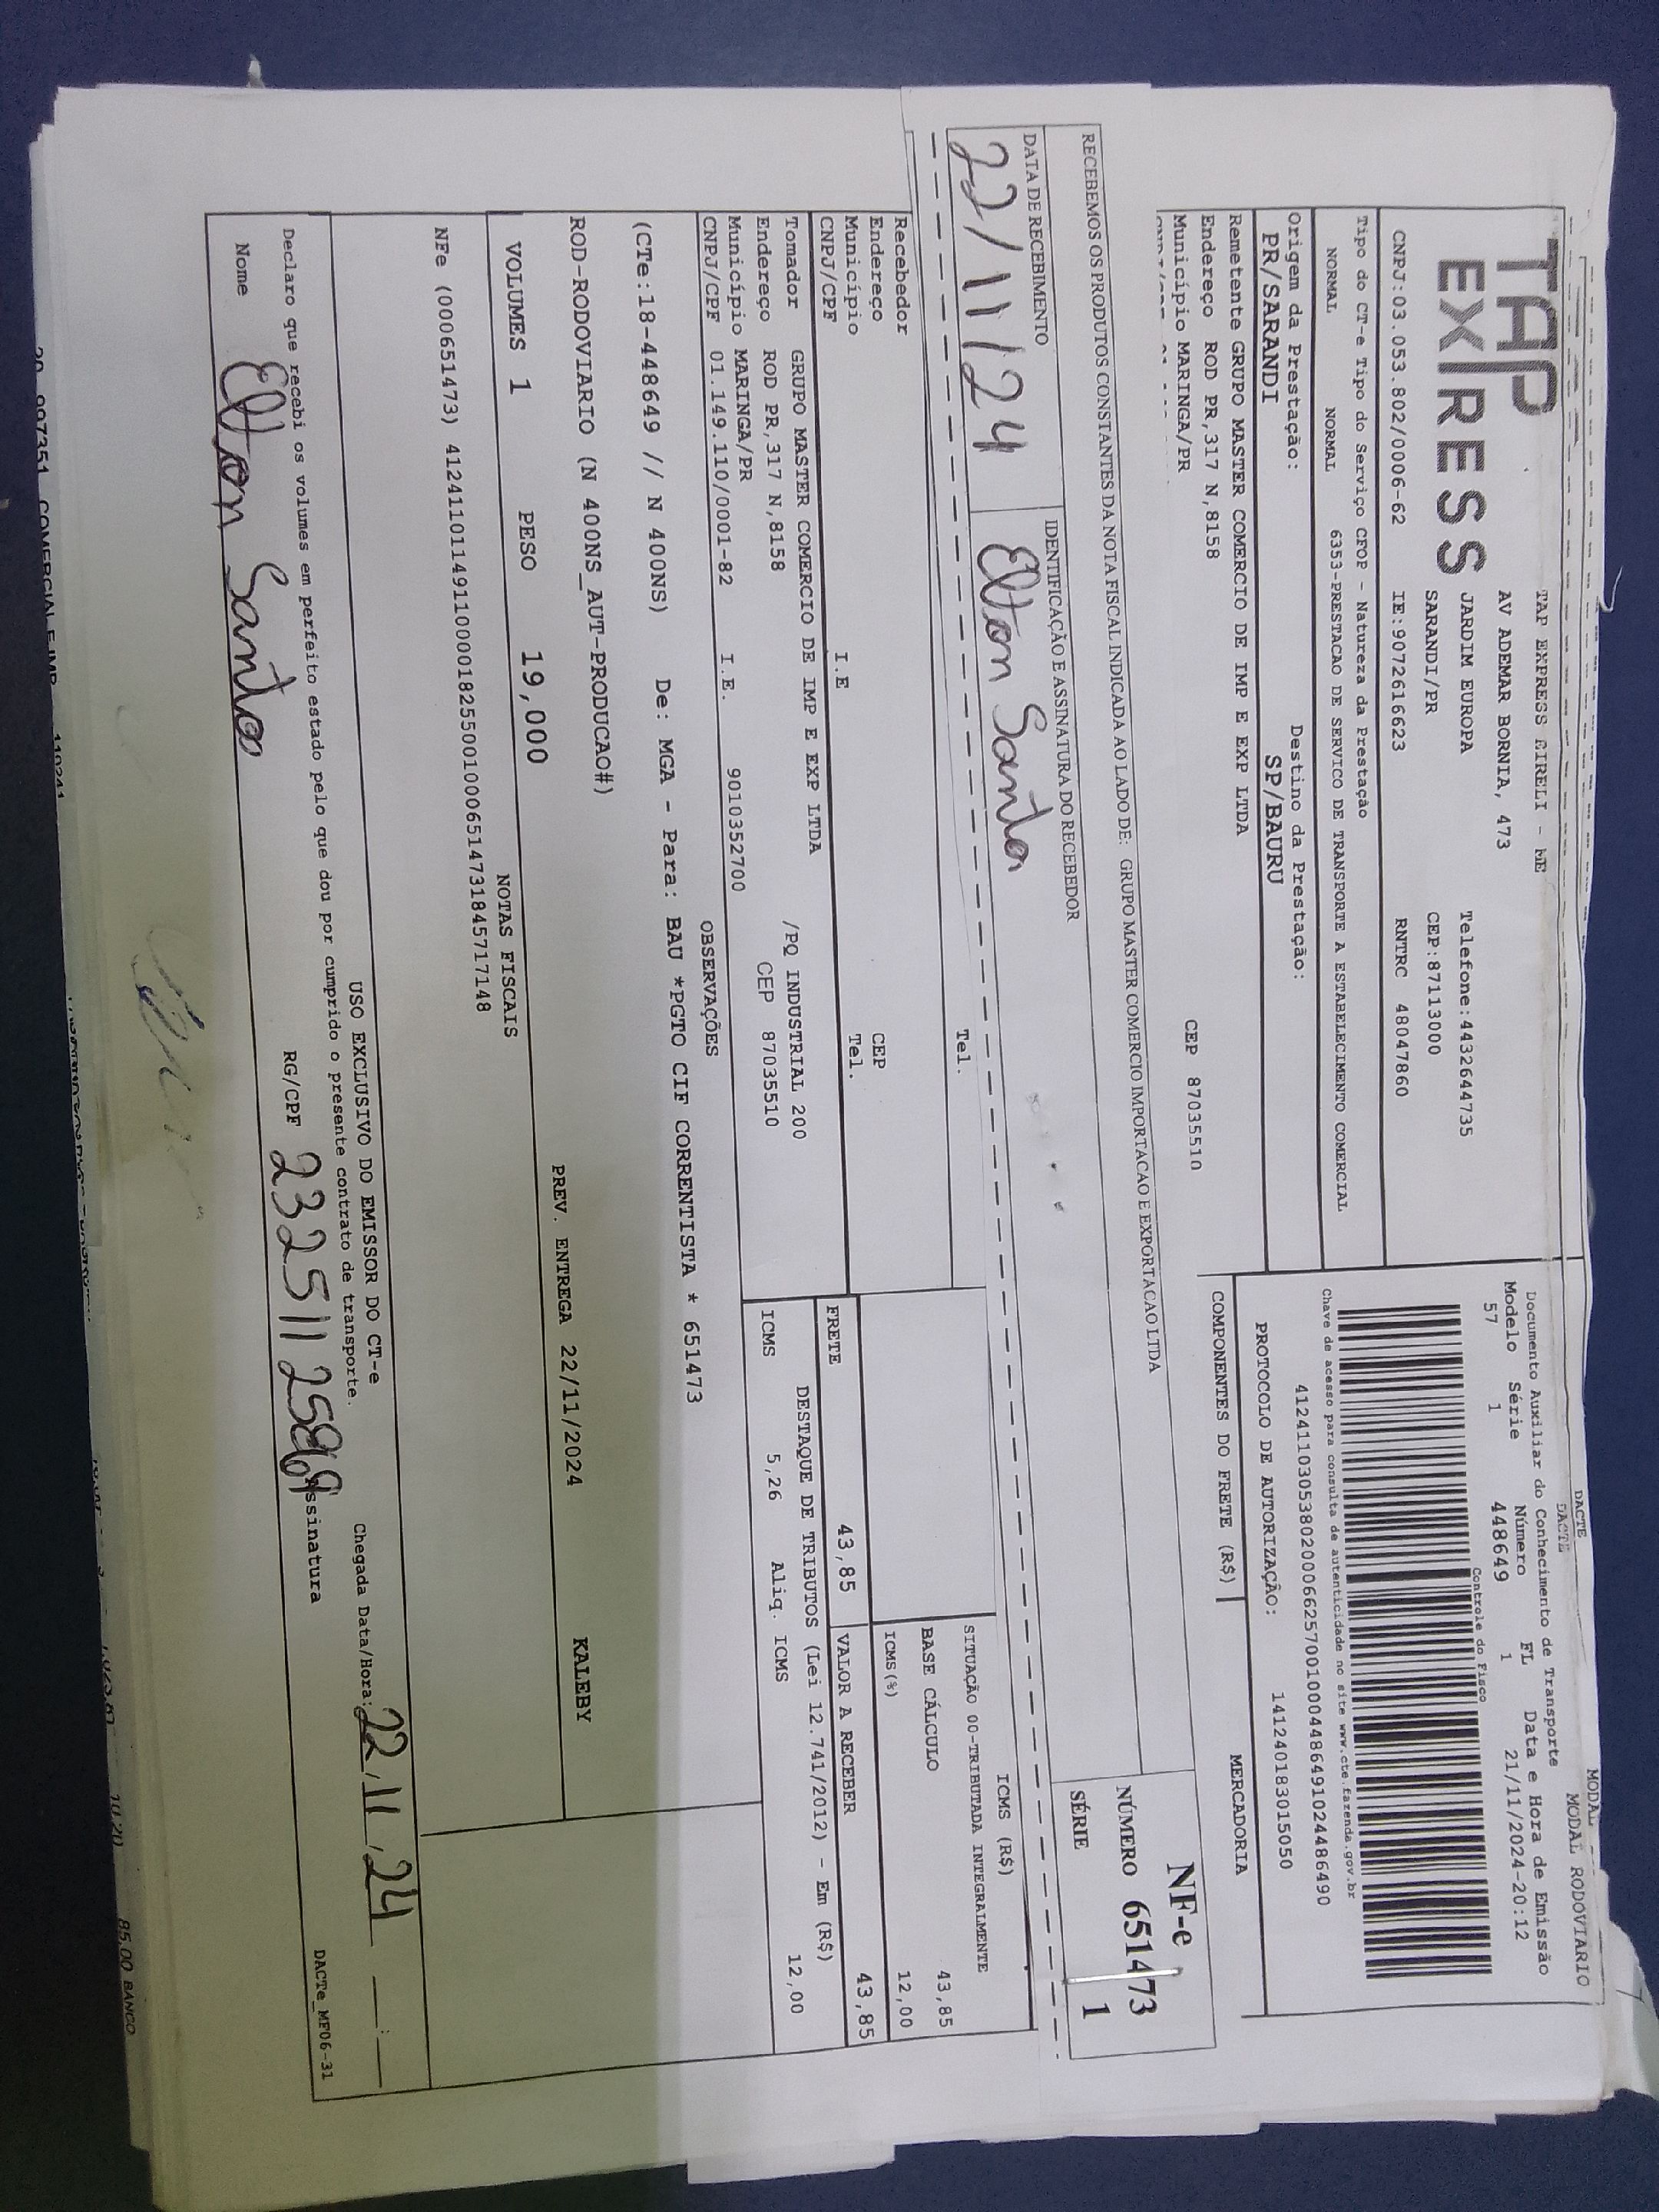 DACTE
DACTE
MODAL RODOVIARIO
TAP EXPRESS
TAP EXPRESS EIRELI - ME
AV ADEMAR BORNIA, 473
JARDIM EUROPA Telefone:4432644735
SARANDI/PR CEP:87113000
CNPJ:03.053.802/0006-62 IE:9072616623 RNTRC 48047860
Documento Auxiliar do Conhecimento de Transporte
Modelo Série Número FL Data e Hora de Emissão
57 1 448649 1 21/11/2024-20:12
Controle do Fisco
Chave de acesso para consulta de autenticidade no site www.cte.fazenda.gov.br
41241103053802000662570010004486491024486490
Tipo do CT-e Tipo do Serviço CFOP - Natureza da Prestação
NORMAL NORMAL 6353-PRESTACAO DE SERVICO DE TRANSPORTE A ESTABELECIMENTO COMERCIAL
PROTOCOLO DE AUTORIZAÇÃO: 141240183015050
Origem da Prestação: Destino da Prestação:
PR/SARANDI SP/BAURU
COMPONENTES DO FRETE (R$) MERCADORIA
Remetente GRUPO MASTER COMERCIO DE IMP E EXP LTDA
Endereço ROD PR,317 N,8158
Município MARINGA/PR CEP 87035510
RECEBEMOS OS PRODUTOS CONSTANTES DA NOTA FISCAL INDICADA AO LADO DE: GRUPO MASTER COMERCIO IMPORTACAO E EXPORTACAO LTDA
NF-e
NÚMERO 651473
SÉRIE 1
DATA DE RECEBIMENTO IDENTIFICAÇÃO E ASSINATURA DO RECEBEDOR
22/11/24 Elton Santos
Tel.
ICMS (R$)
SITUAÇÃO 00-TRIBUTADA INTEGRALMENTE
BASE CÁLCULO 43,85
ICMS(%) 12,00
Recebedor
Endereço CEP
Município Tel.
CNPJ/CPF I.E
FRETE 43,85 VALOR A RECEBER 43,85
Tomador GRUPO MASTER COMERCIO DE IMP E EXP LTDA
Endereço ROD PR,317 N,8158 /PQ INDUSTRIAL 200
Município MARINGA/PR CEP 87035510
CNPJ/CPF 01.149.110/0001-82 I.E. 9010352700
DESTAQUE DE TRIBUTOS (Lei 12.741/2012) - Em (R$)
ICMS 5,26 Aliq. ICMS 12,00
OBSERVAÇÕES
(CTe:18-448649 // N 400NS) De: MGA - Para: BAU *PGTO CIF CORRENTISTA * 651473
ROD-RODOVIARIO (N 400NS_AUT-PRODUCAO#)
KALEBY
VOLUMES 1 PESO 19,000 PREV. ENTREGA 22/11/2024
NOTAS FISCAIS
NFe (000651473) 41241101149110000182550010006514731845717148
USO EXCLUSIVO DO EMISSOR DO CT-e
Declaro que recebi os volumes em perfeito estado pelo que dou por cumprido o presente contrato de transporte.
Chegada Data/Hora: 22/11/24
Nome Elton Santos RG/CPF Assinatura
DACTe_MF06-31
85,00 BANCO